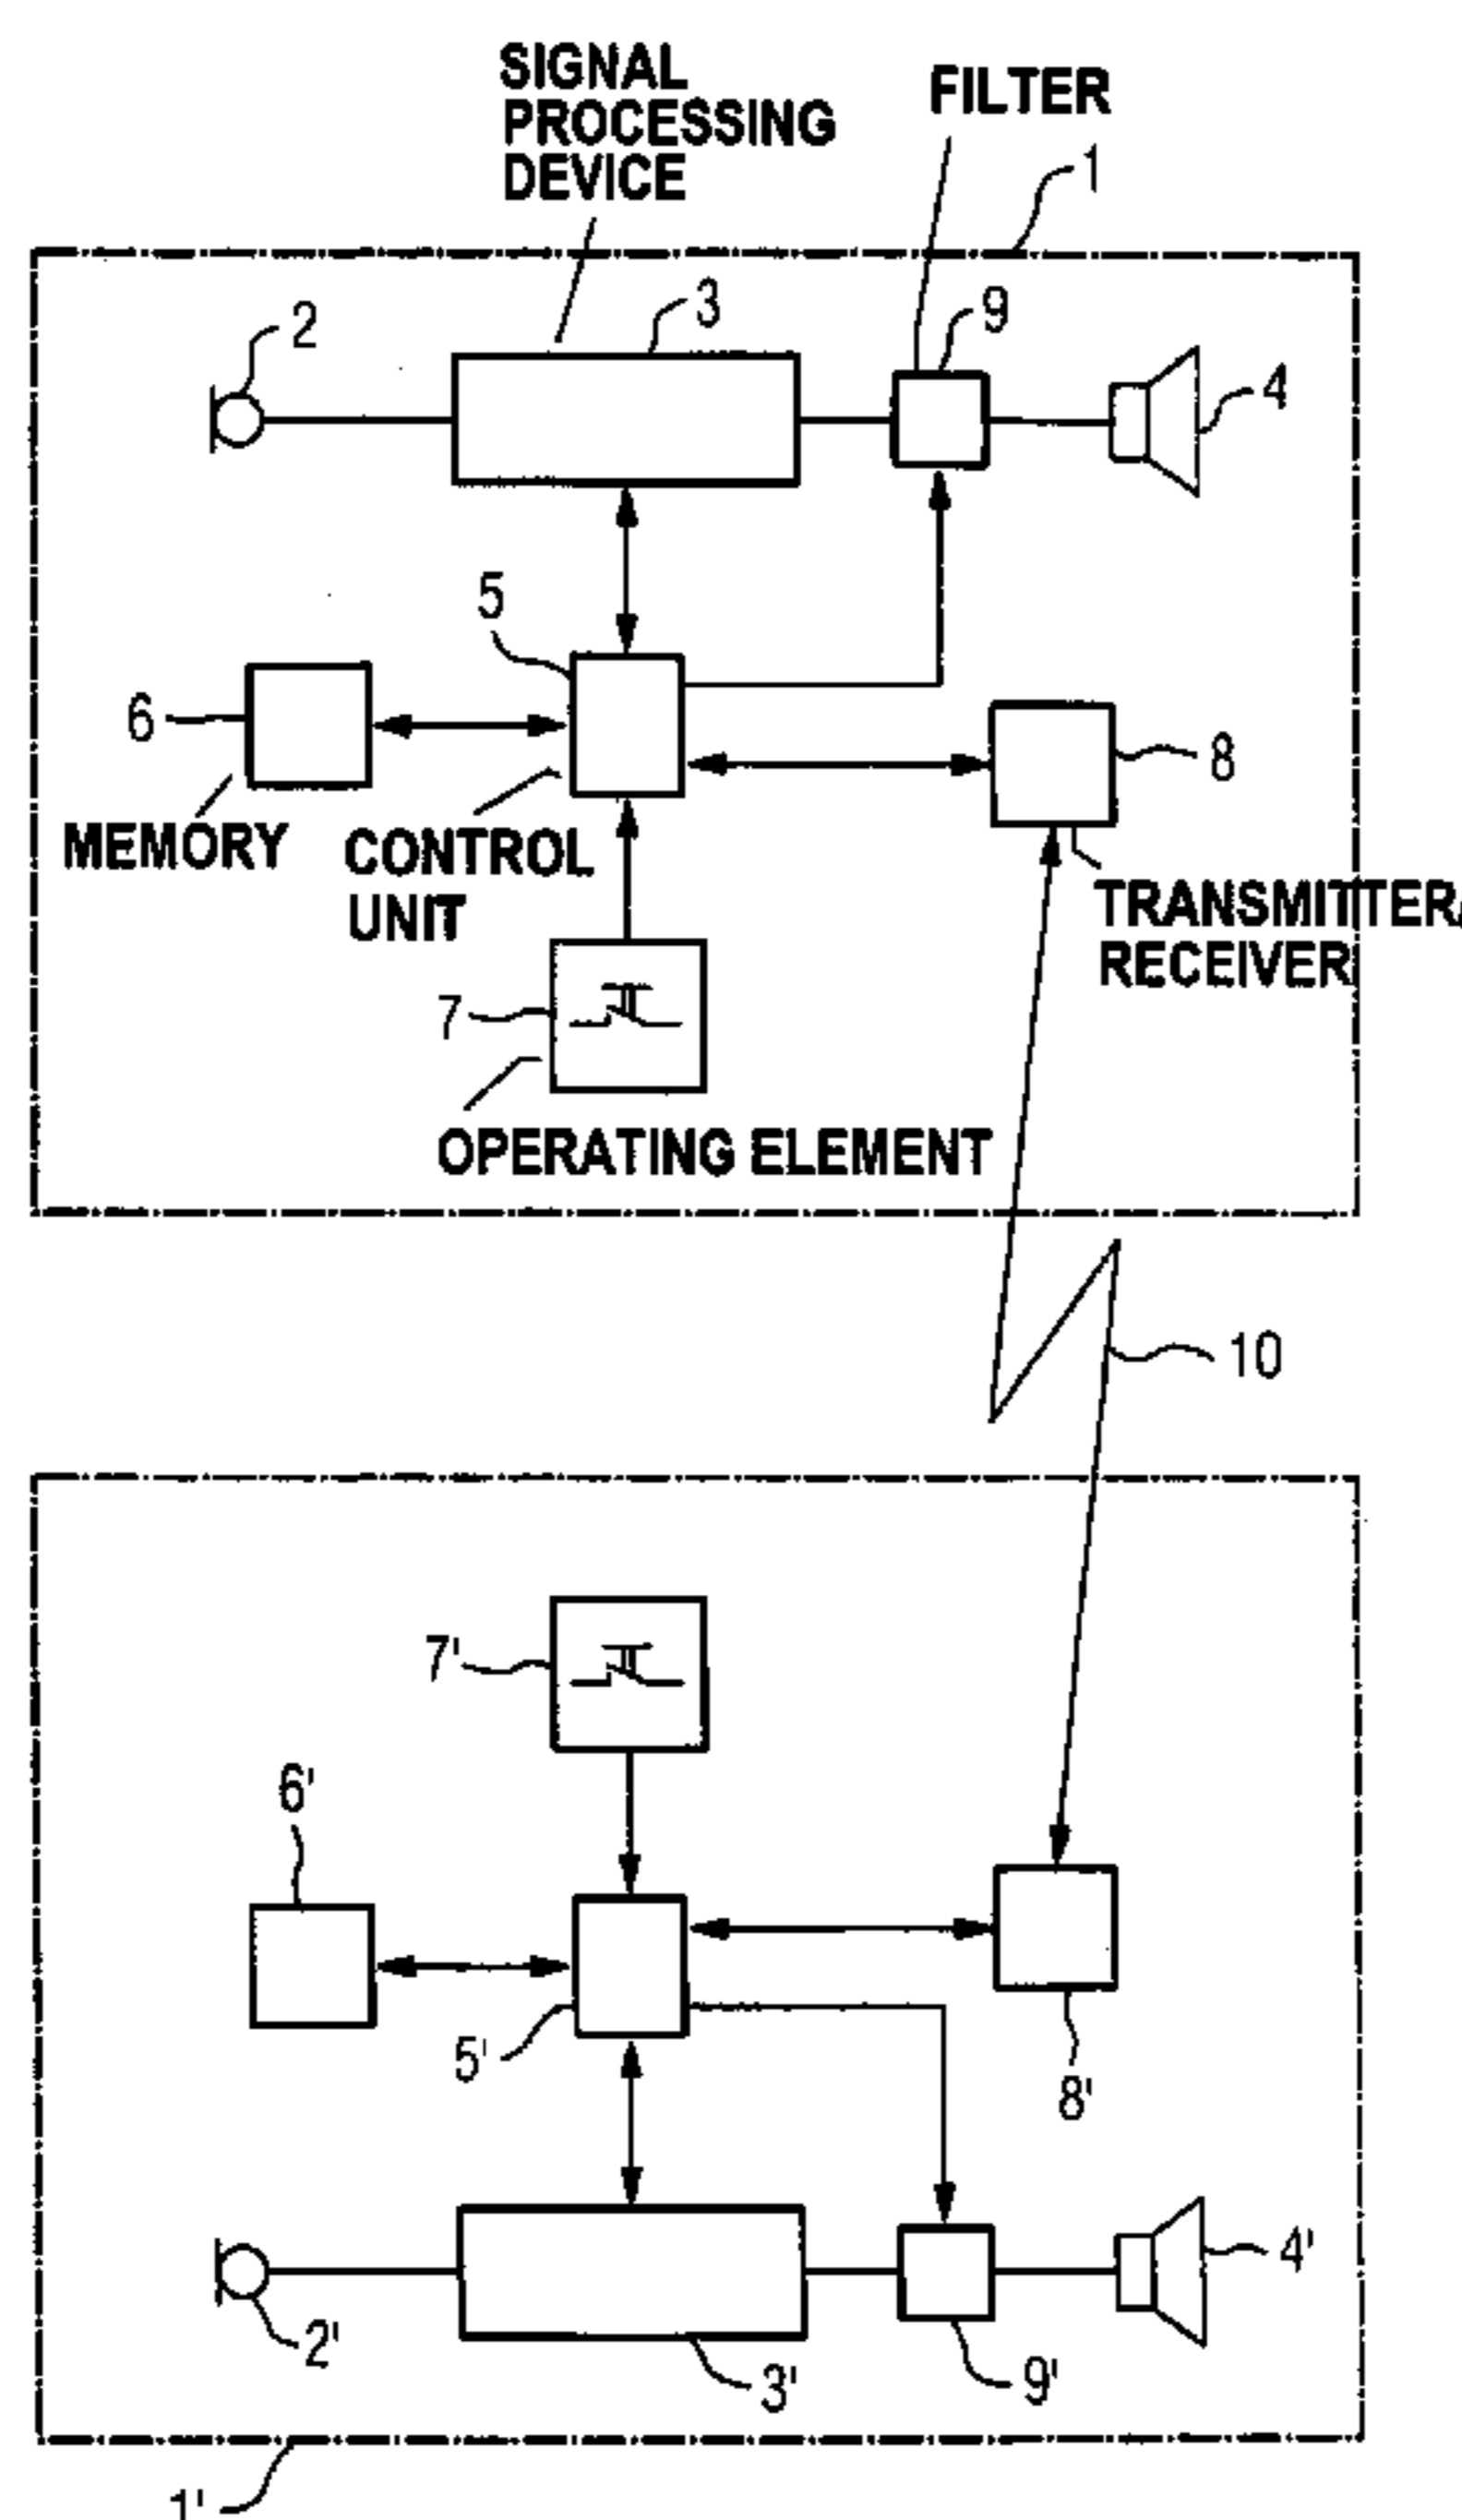 SIGNAL
PROCESSING
DEVICE
FILTER
1
2
3
9
4
5
6
8
MEMORY
CONTROL
UNIT
TRANSMITTER/
RECEIVER
7
OPERATING ELEMENT
10
7'
6'
5'
8'
4'
2'
3'
9'
1'